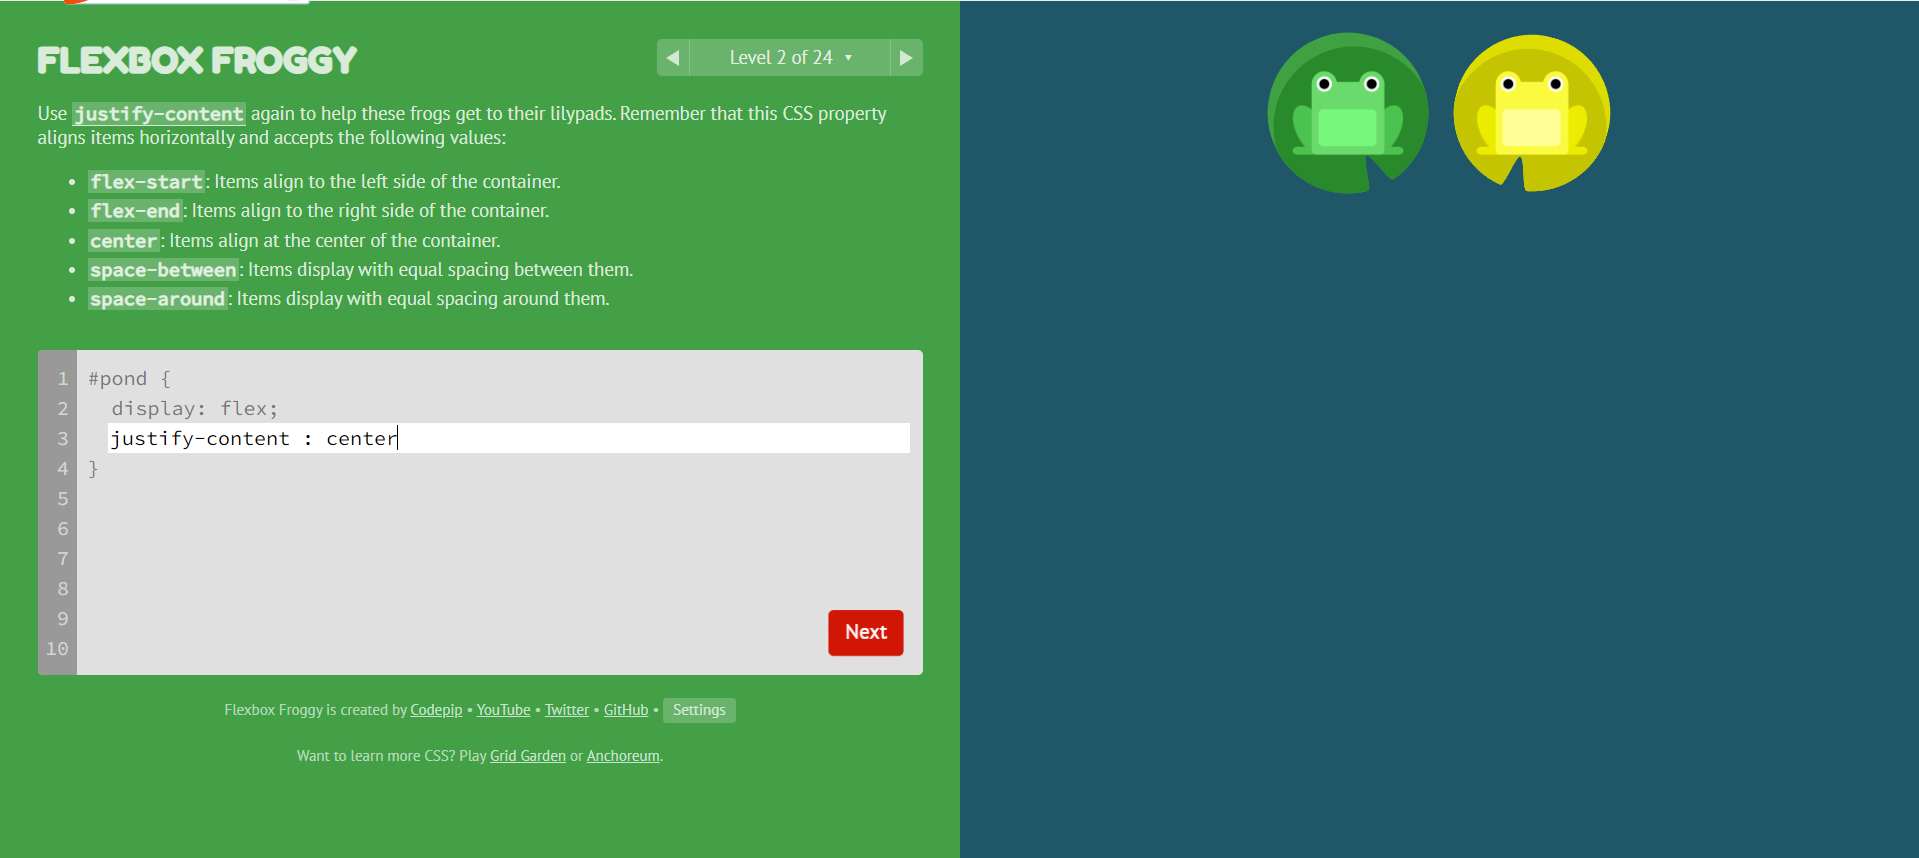 FLEXBOX FROGGY
◀ Level 2 of 24 ▾ ▶
Use justify-content again to help these frogs get to their lilypads. Remember that this CSS property
aligns items horizontally and accepts the following values:
• flex-start: Items align to the left side of the container.
• flex-end: Items align to the right side of the container.
• center: Items align at the center of the container.
• space-between: Items display with equal spacing between them.
• space-around: Items display with equal spacing around them.
1 #pond {
2 display: flex;
3 justify-content : center
4 }
5
6
7
8
9
10
Next
Flexbox Froggy is created by Codepip • YouTube • Twitter • GitHub • Settings
Want to learn more CSS? Play Grid Garden or Anchoreum.